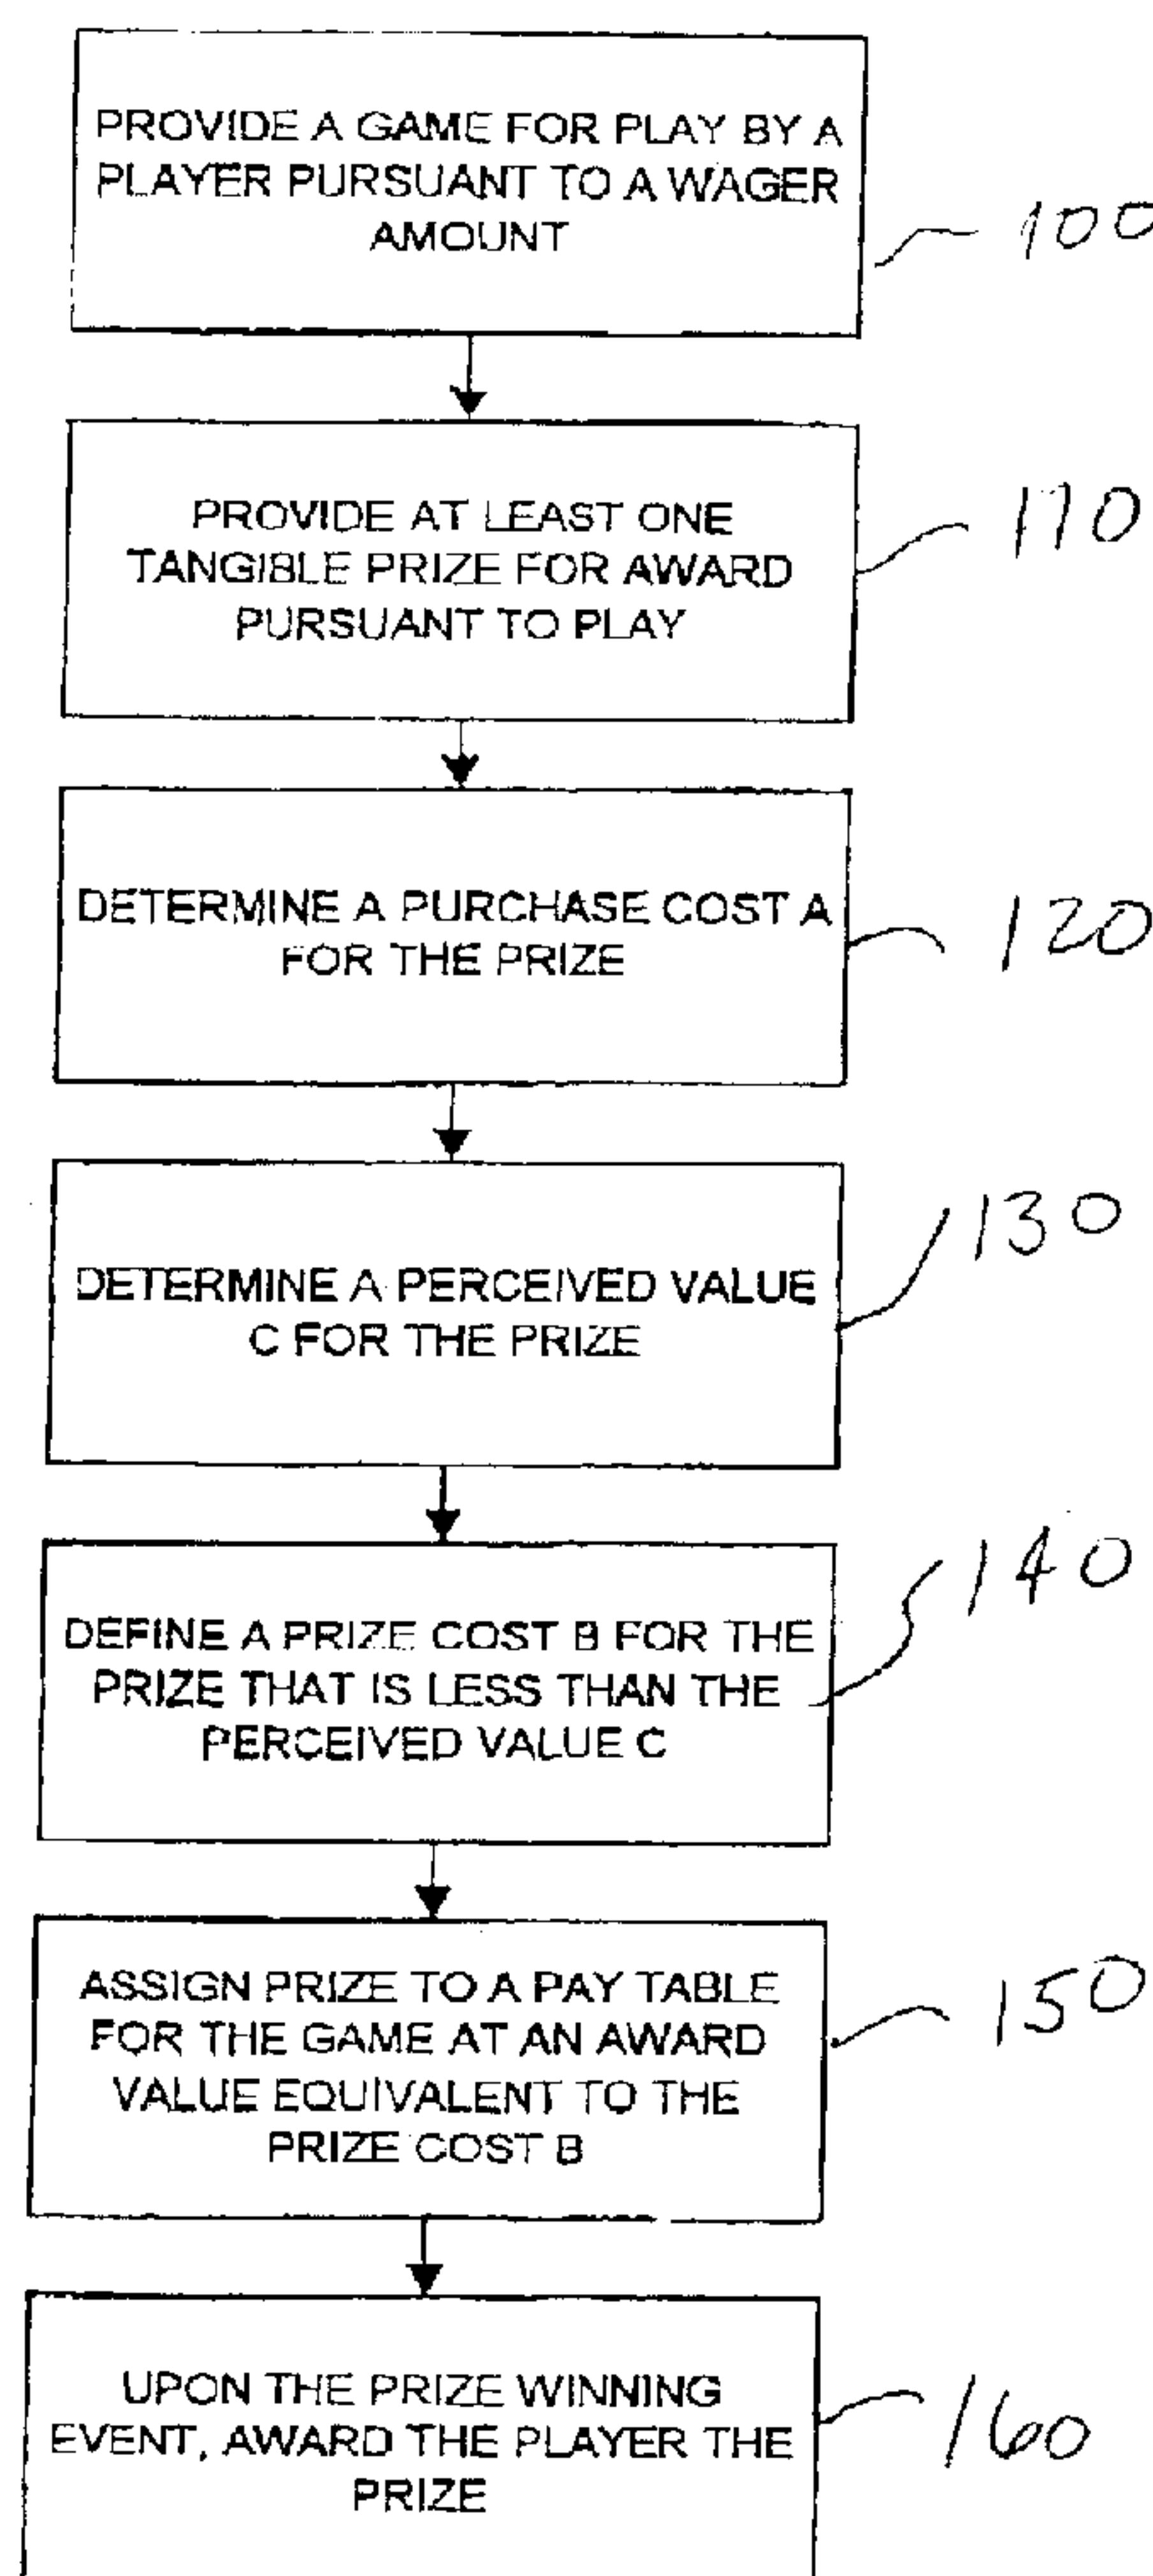 PROVIDE A GAME FOR PLAY BY A
PLAYER PURSUANT TO A WAGER
AMOUNT
100
PROVIDE AT LEAST ONE
TANGIBLE PRIZE FOR AWARD
PURSUANT TO PLAY
110
DETERMINE A PURCHASE COST A
FOR THE PRIZE
120
DETERMINE A PERCEIVED VALUE
C FOR THE PRIZE
130
DEFINE A PRIZE COST B FOR THE
PRIZE THAT IS LESS THAN THE
PERCEIVED VALUE C
140
ASSIGN PRIZE TO A PAY TABLE
FOR THE GAME AT AN AWARD
VALUE EQUIVALENT TO THE
PRIZE COST B
150
UPON THE PRIZE WINNING
EVENT, AWARD THE PLAYER THE
PRIZE
160